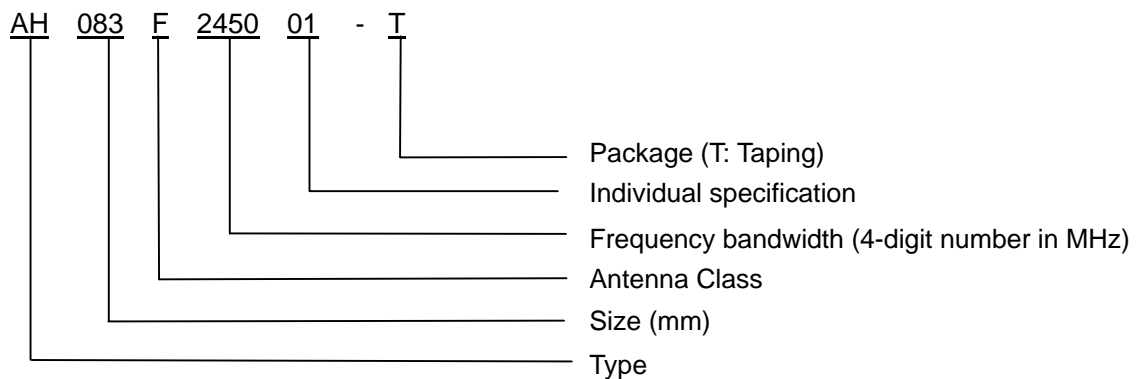 AH 083 F 2450 01 - T
Package (T: Taping)
Individual specification
Frequency bandwidth (4-digit number in MHz)
Antenna Class
Size (mm)
Type